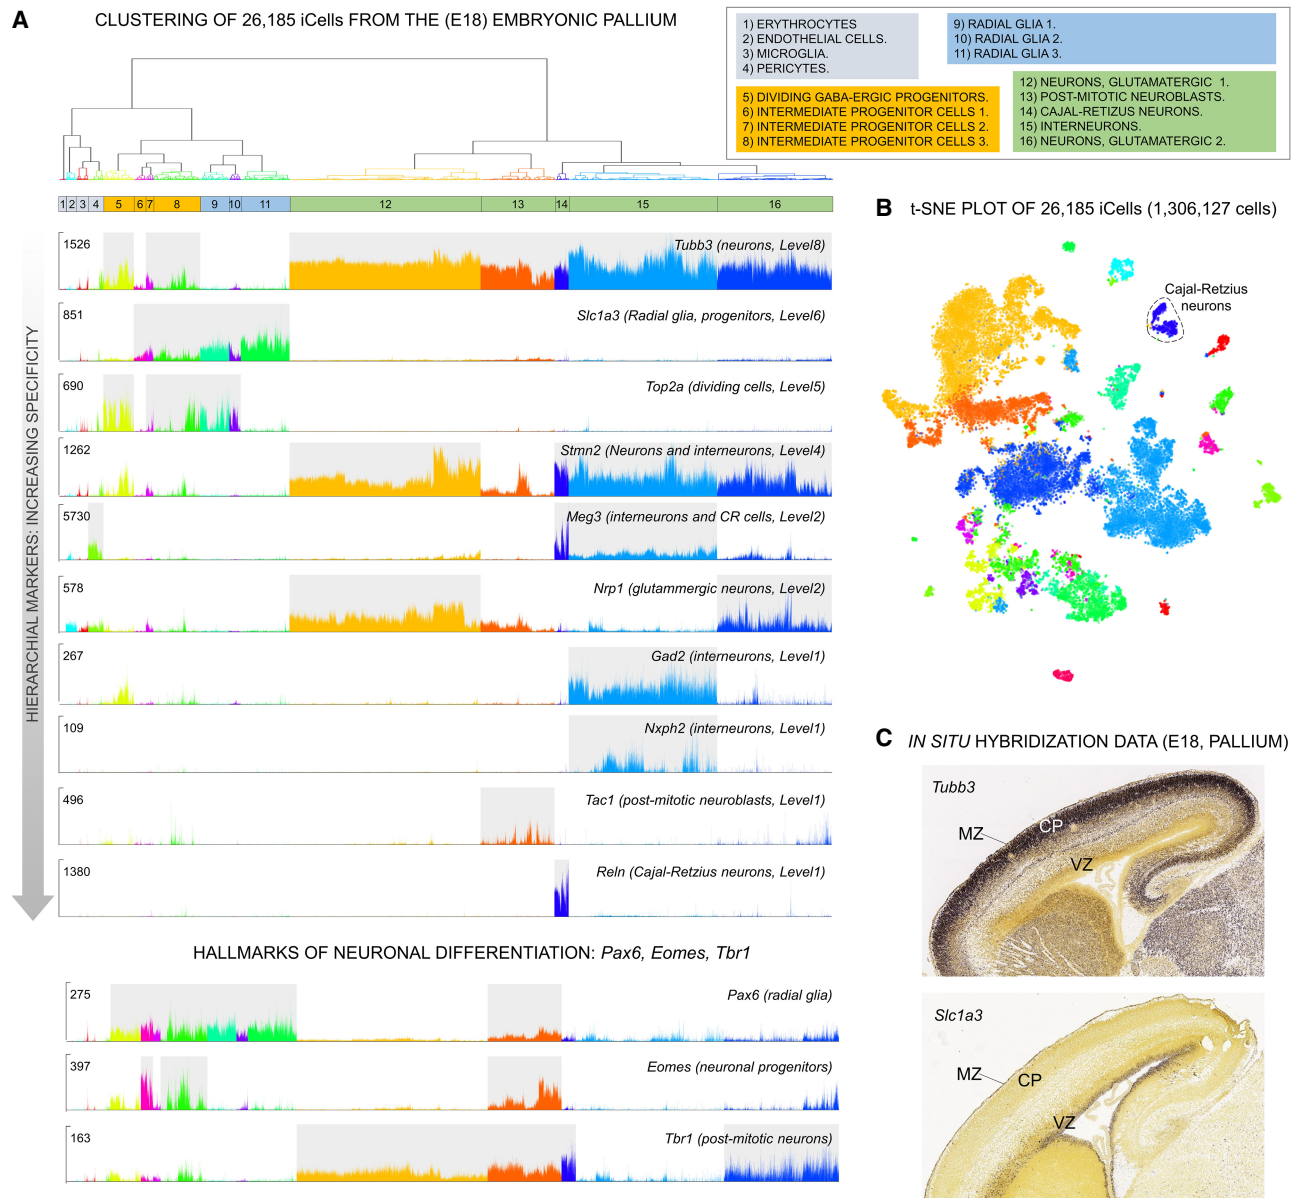 A
CLUSTERING OF 26,185 iCells FROM THE (E18) EMBRYONIC PALLIUM
1) ERYTHROCYTES
2) ENDOTHELIAL CELLS.
3) MICROGLIA.
4) PERICYTES.
5) DIVIDING GABA-ERGIC PROGENITORS.
6) INTERMEDIATE PROGENITOR CELLS 1.
7) INTERMEDIATE PROGENITOR CELLS 2.
8) INTERMEDIATE PROGENITOR CELLS 3.
9) RADIAL GLIA 1.
10) RADIAL GLIA 2.
11) RADIAL GLIA 3.
12) NEURONS, GLUTAMATERGIC 1.
13) POST-MITOTIC NEUROBLASTS.
14) CAJAL-RETIZUS NEURONS.
15) INTERNEURONS.
16) NEURONS, GLUTAMATERGIC 2.
1 2 3 4 5 6 7 8 9 10 11 12 13 14 15 16
HIERARCHIAL MARKERS: INCREASING SPECIFICITY
1526
Tubb3 (neurons, Level8)
851
Slc1a3 (Radial glia, progenitors, Level6)
690
Top2a (dividing cells, Level5)
1262
Stmn2 (Neurons and interneurons, Level4)
5730
Meg3 (interneurons and CR cells, Level2)
578
Nrp1 (glutammergic neurons, Level2)
267
Gad2 (interneurons, Level1)
109
Nxph2 (interneurons, Level1)
496
Tac1 (post-mitotic neuroblasts, Level1)
1380
Reln (Cajal-Retzius neurons, Level1)
HALLMARKS OF NEURONAL DIFFERENTIATION: Pax6, Eomes, Tbr1
275
Pax6 (radial glia)
397
Eomes (neuronal progenitors)
163
Tbr1 (post-mitotic neurons)
B
t-SNE PLOT OF 26,185 iCells (1,306,127 cells)
Cajal-Retzius
neurons
C
IN SITU HYBRIDIZATION DATA (E18, PALLIUM)
Tubb3
MZ
CP
VZ
Slc1a3
MZ
CP
VZ